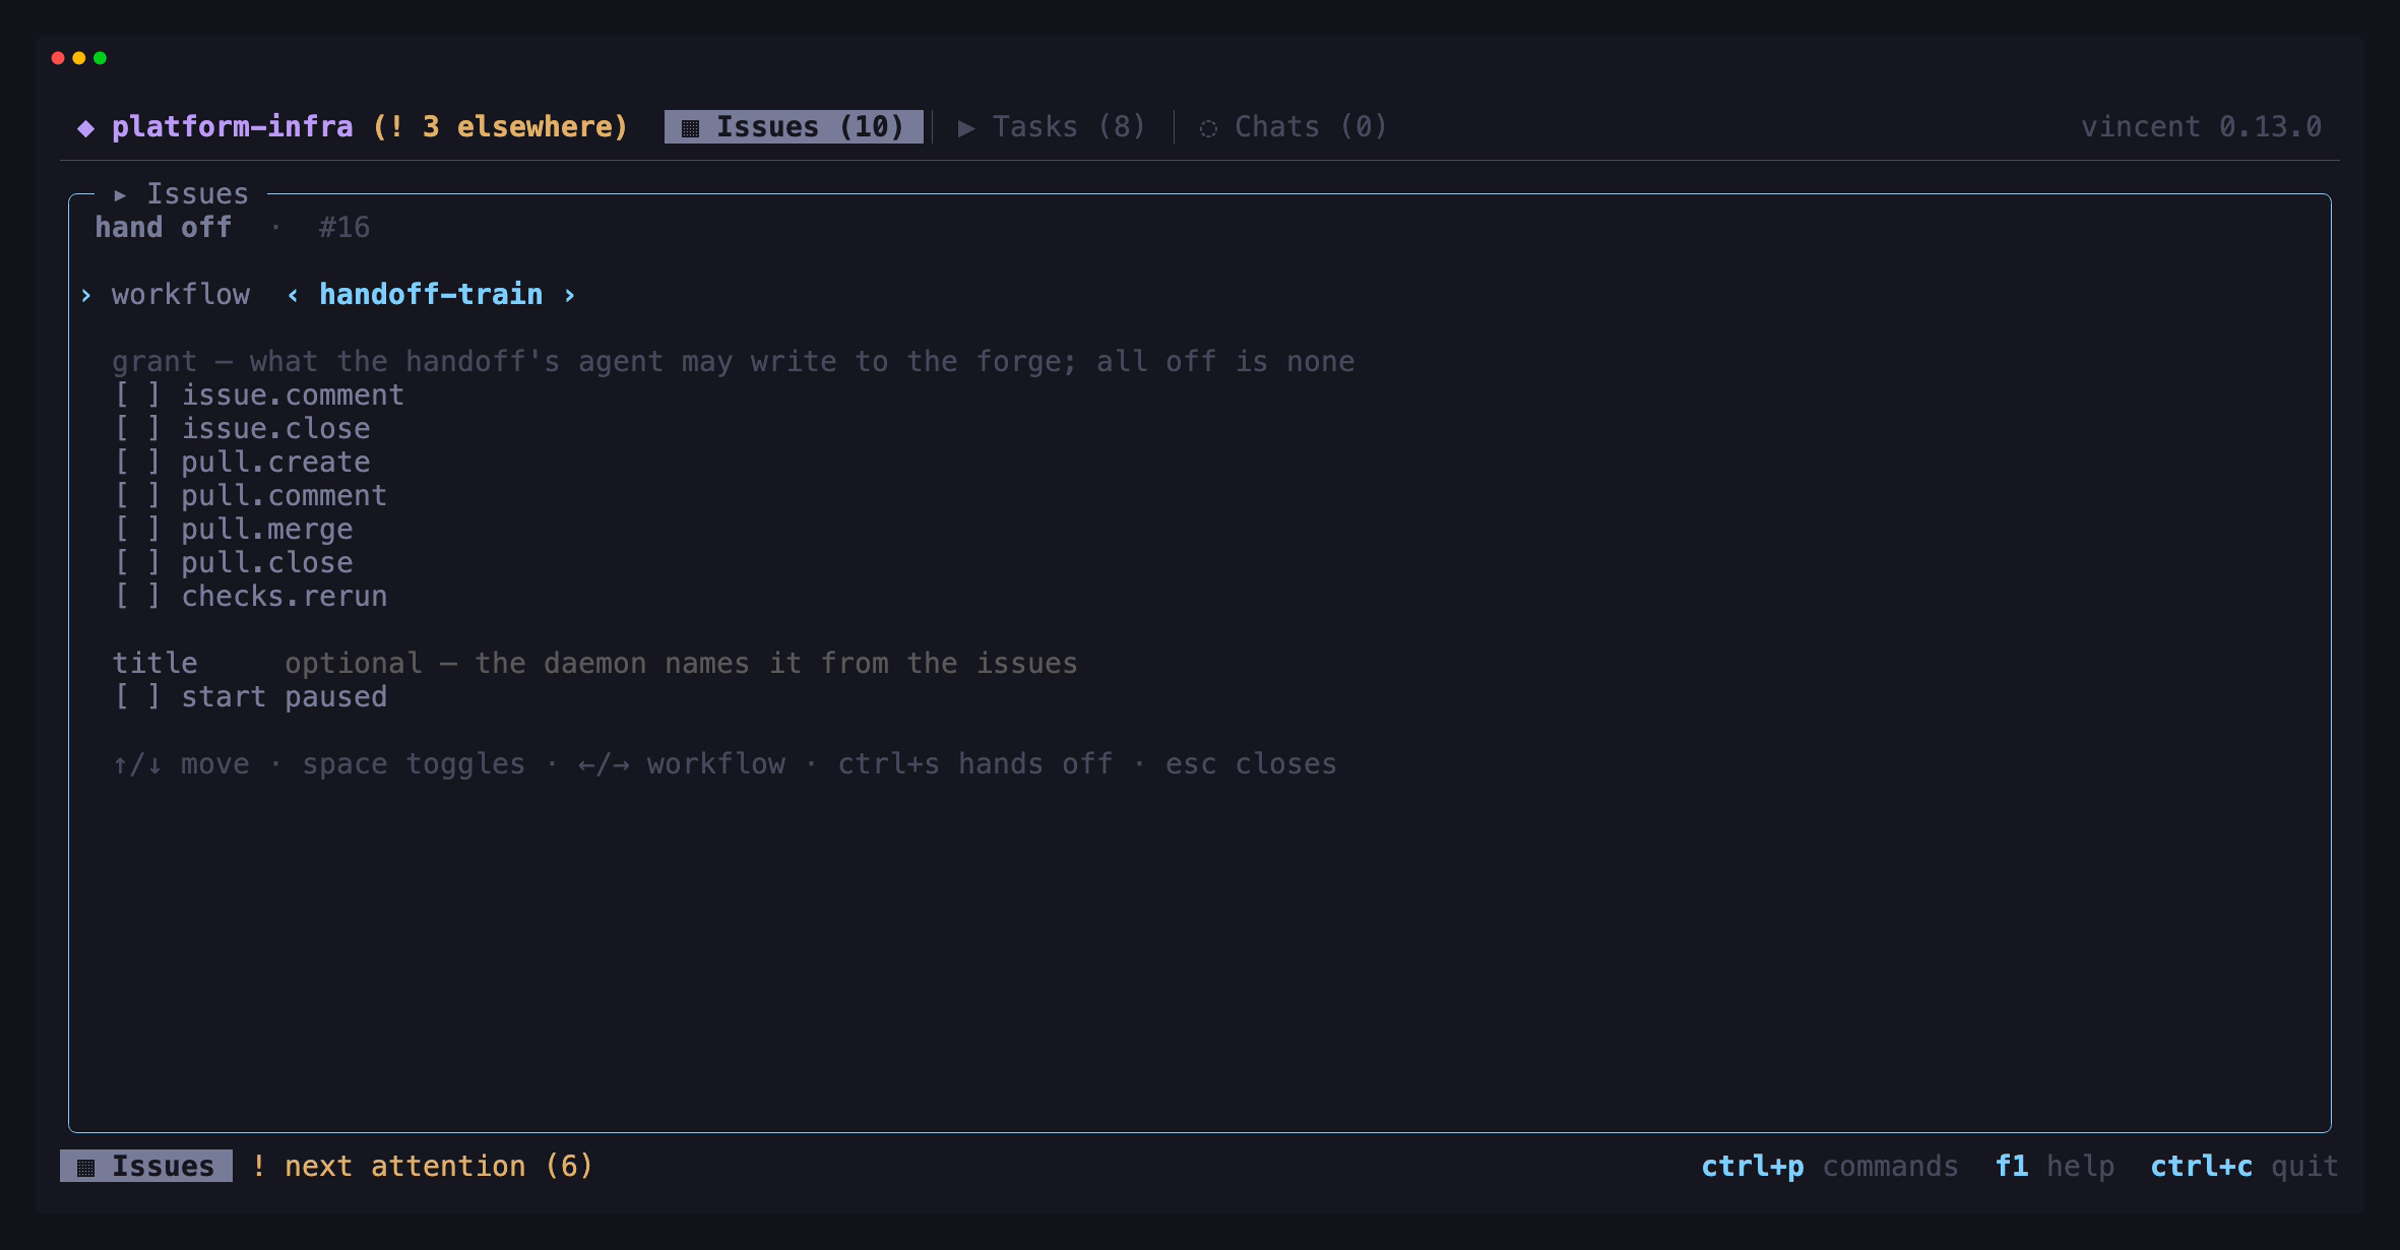 ◆ platform-infra (! 3 elsewhere) ▦ Issues (10) │ ▶ Tasks (8) │ ◌ Chats (0) vincent 0.13.0
▸ Issues
hand off · #16
› workflow ‹ handoff-train ›
grant — what the handoff's agent may write to the forge; all off is none
[ ] issue.comment
[ ] issue.close
[ ] pull.create
[ ] pull.comment
[ ] pull.merge
[ ] pull.close
[ ] checks.rerun
title optional — the daemon names it from the issues
[ ] start paused
↑/↓ move · space toggles · ←/→ workflow · ctrl+s hands off · esc closes
▦ Issues ! next attention (6) ctrl+p commands f1 help ctrl+c quit